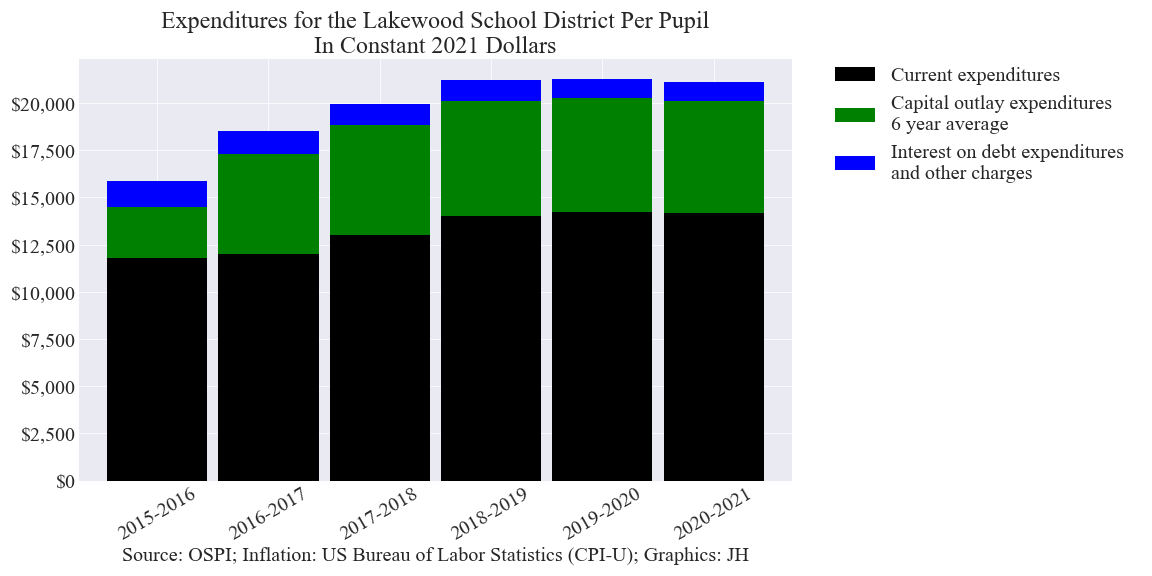 Expenditures for the Lakewood School District Per Pupil
In Constant 2021 Dollars
Current expenditures
Capital outlay expenditures
6 year average
Interest on debt expenditures
and other charges
$20,000
$17,500
$15,000
$12,500
$10,000
$7,500
$5,000
$2,500
$0
2015-2016
2016-2017
2017-2018
2018-2019
2019-2020
2020-2021
Source: OSPI; Inflation: US Bureau of Labor Statistics (CPI-U); Graphics: JH